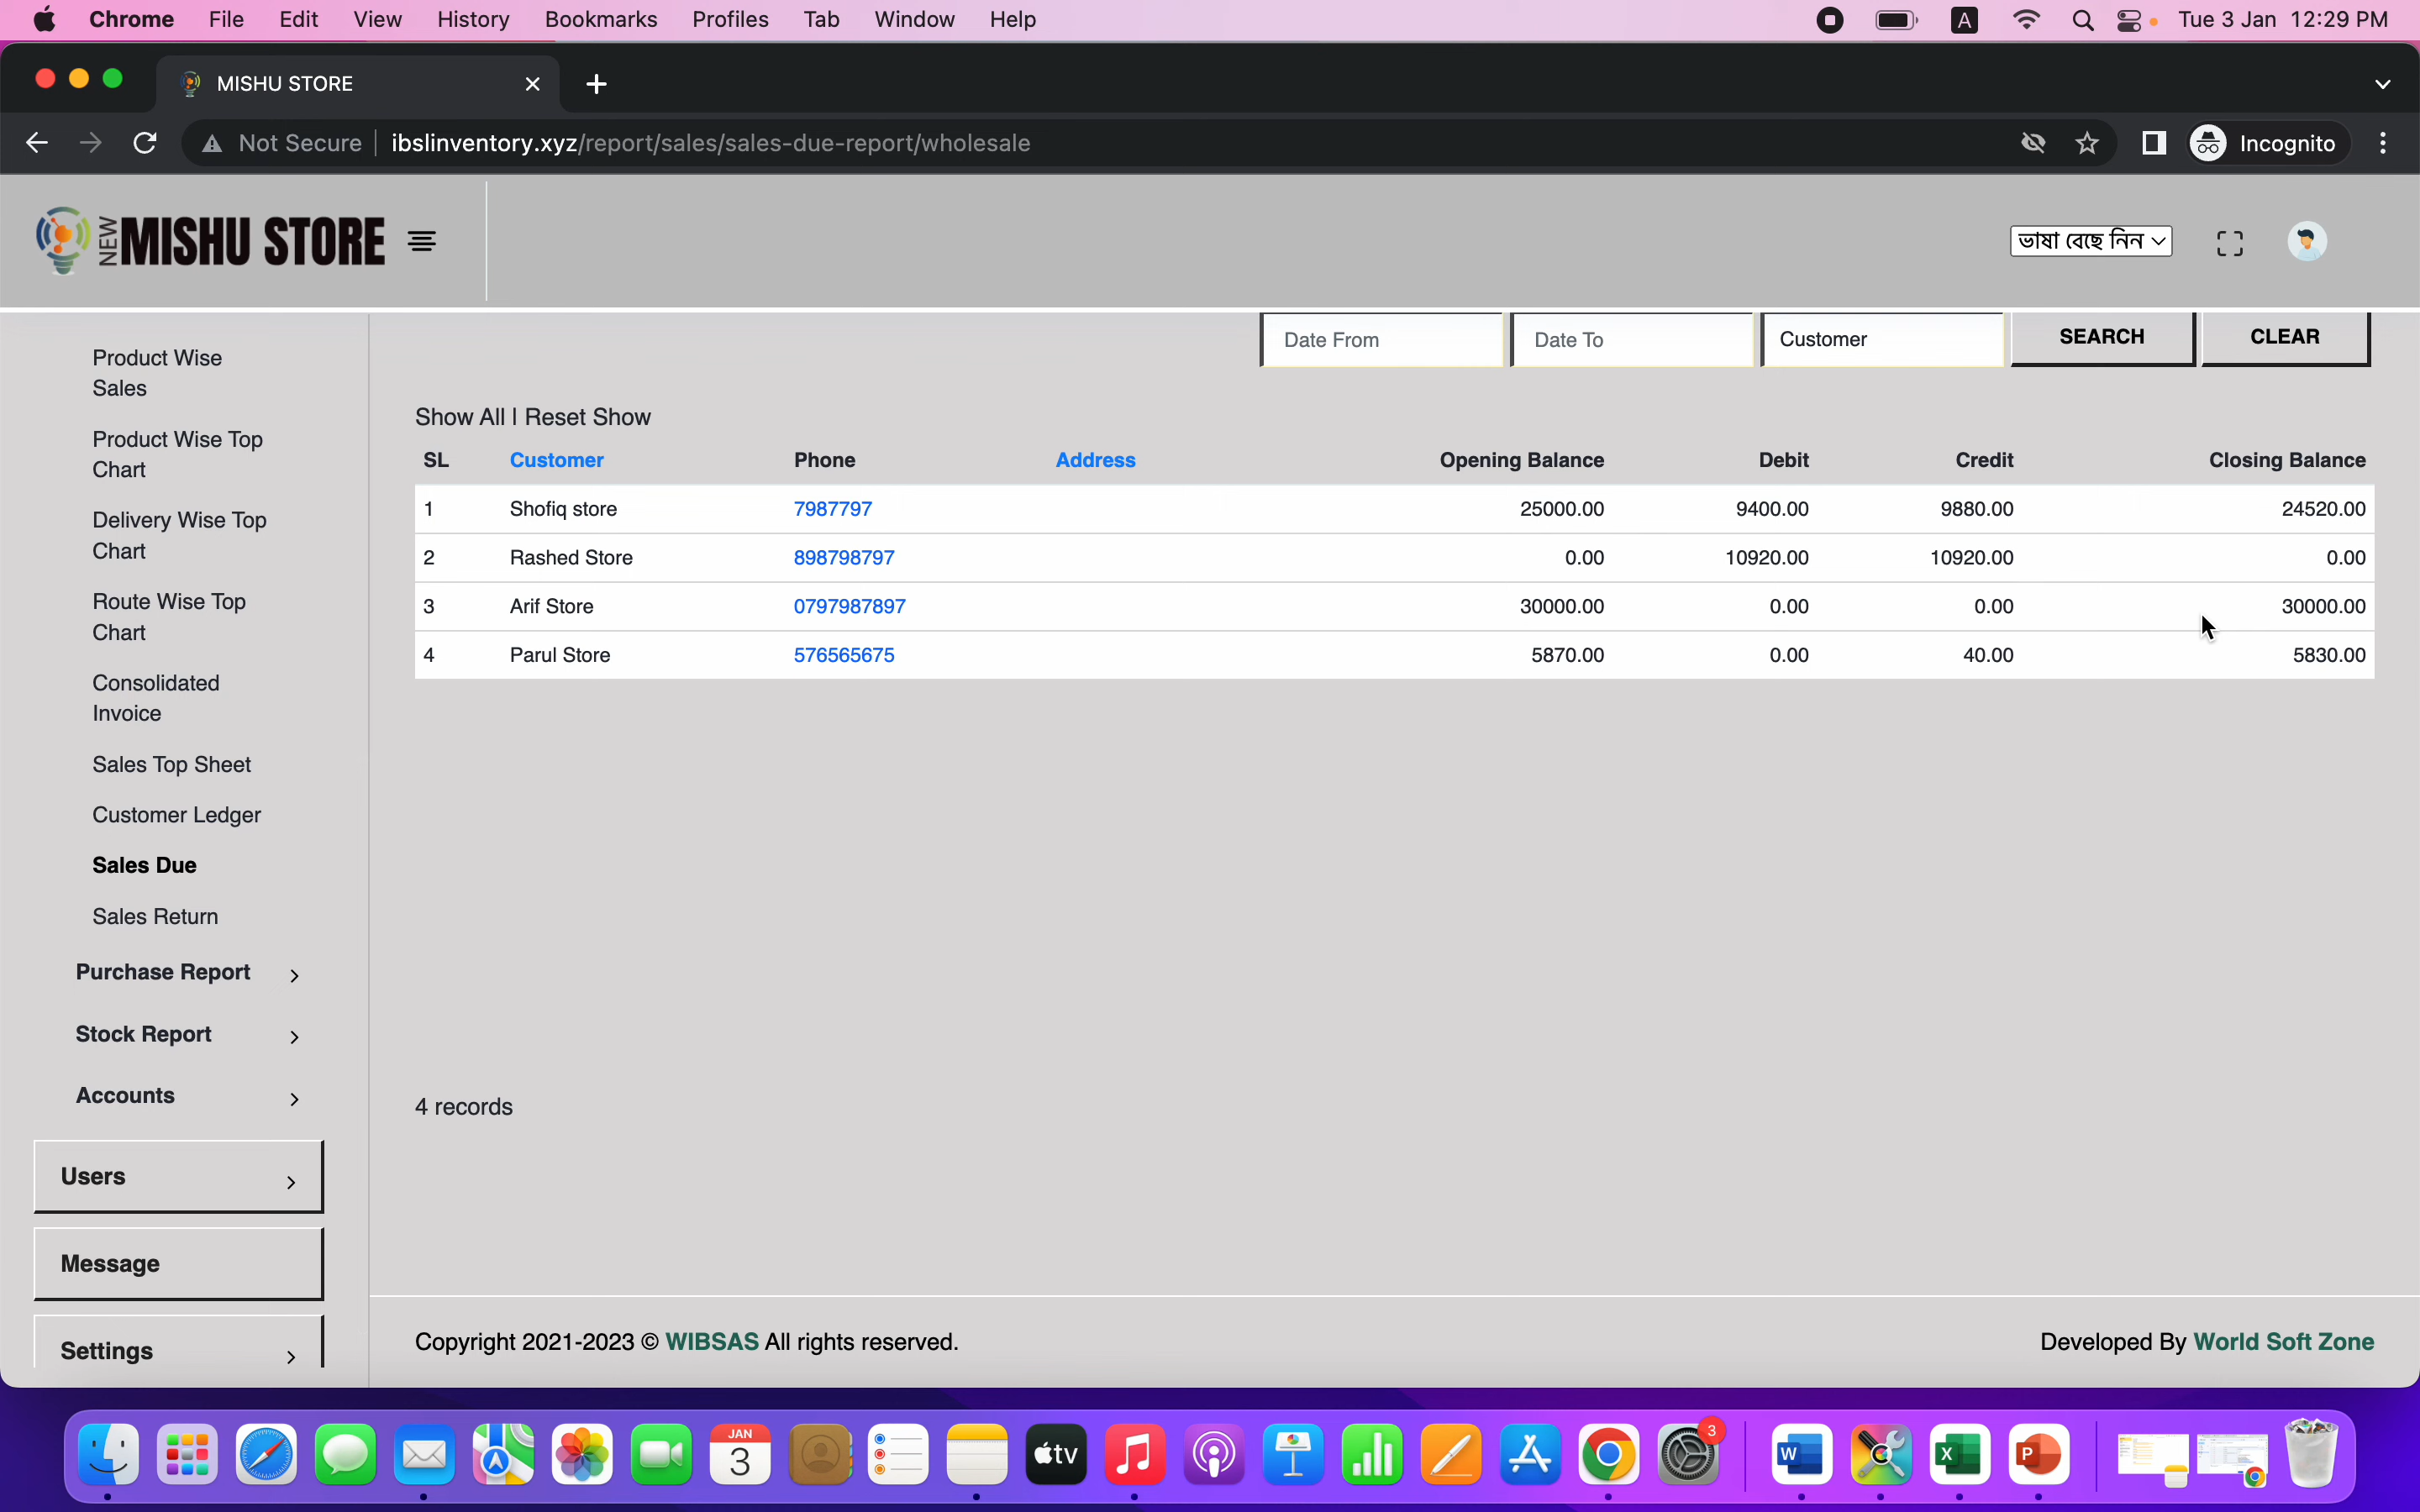 Chrome File Edit View History Bookmarks Profiles Tab Window Help A Tue 3 Jan 12:29 PM
MISHU STORE
Not Secure ibslinventory.xyz/report/sales/sales-due-report/wholesale Incognito
NEW MISHU STORE ভাষা বেছে নিন
Date From Date To Customer SEARCH CLEAR
Product Wise
Sales
Product Wise Top
Chart
Delivery Wise Top
Chart
Route Wise Top
Chart
Consolidated
Invoice
Sales Top Sheet
Customer Ledger
Sales Due
Sales Return
Purchase Report
Stock Report
Accounts
Users
Message
Settings
Show All | Reset Show
SL Customer Phone Address Opening Balance Debit Credit Closing Balance
1 Shofiq store 7987797 25000.00 9400.00 9880.00 24520.00
2 Rashed Store 898798797 0.00 10920.00 10920.00 0.00
3 Arif Store 0797987897 30000.00 0.00 0.00 30000.00
4 Parul Store 576565675 5870.00 0.00 40.00 5830.00
4 records
Copyright 2021-2023 © WIBSAS All rights reserved. Developed By World Soft Zone
JAN
3
tv
3
W
X
P